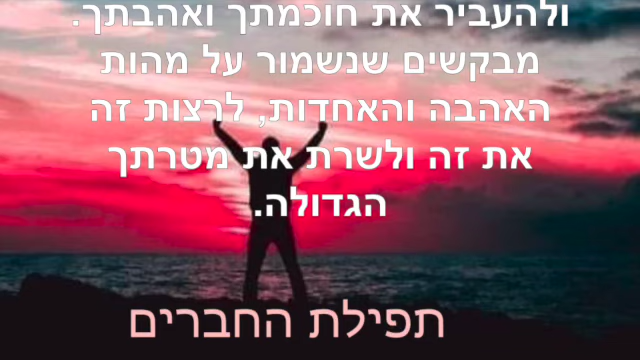 ולהעביר את חוכמתך ואהבתך.
מבקשים שנשמור על מהות
האהבה והאחדות, לרצות זה
את זה ולשרת את מטרתך
הגדולה.
תפילת החברים